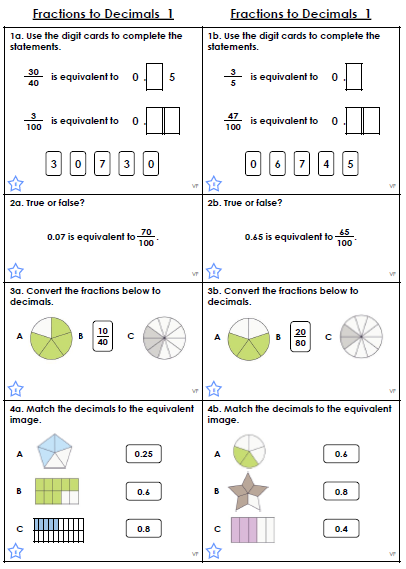 Fractions to Decimals 1
Fractions to Decimals 1
1a. Use the digit cards to complete the
statements.
30/40 is equivalent to 0 . 5
3/100 is equivalent to 0 .
3 0 7 3 0
VF
1b. Use the digit cards to complete the
statements.
3/5 is equivalent to 0 .
47/100 is equivalent to 0 .
0 6 7 4 5
VF
2a. True or false?
0.07 is equivalent to 70/100.
VF
2b. True or false?
0.65 is equivalent to 65/100.
VF
3a. Convert the fractions below to
decimals.
A B 10/40 C
VF
3b. Convert the fractions below to
decimals.
A B 20/80 C
VF
4a. Match the decimals to the equivalent
image.
A 0.25
B 0.6
C 0.8
VF
4b. Match the decimals to the equivalent
image.
A 0.6
B 0.8
C 0.4
VF